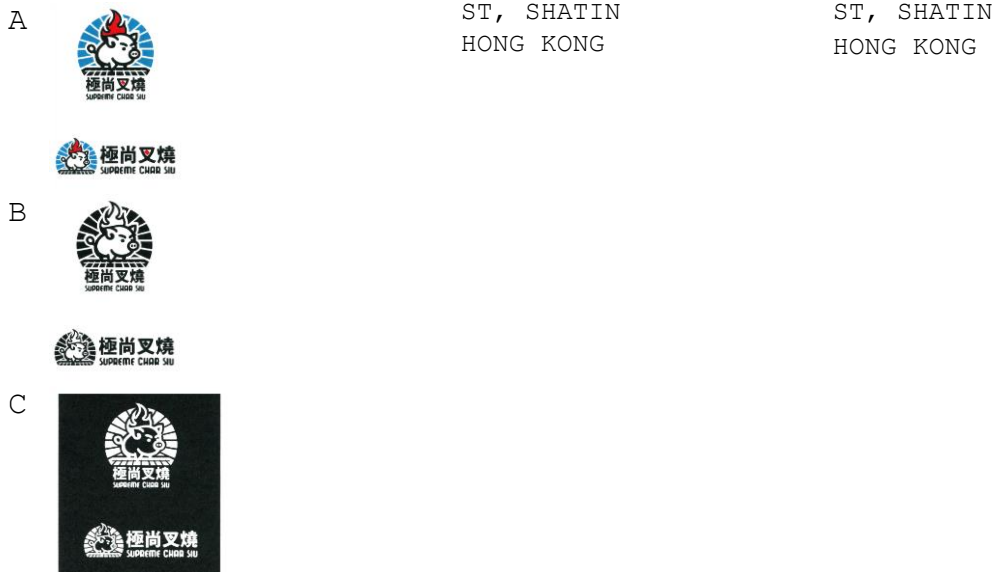 A
極尚叉燒
SUPREME CHAR SIU
極尚叉燒
SUPREME CHAR SIU
B
極尚叉燒
SUPREME CHAR SIU
極尚叉燒
SUPREME CHAR SIU
C
極尚叉燒
SUPREME CHAR SIU
極尚叉燒
SUPREME CHAR SIU
ST, SHATIN
HONG KONG
ST, SHATIN
HONG KONG